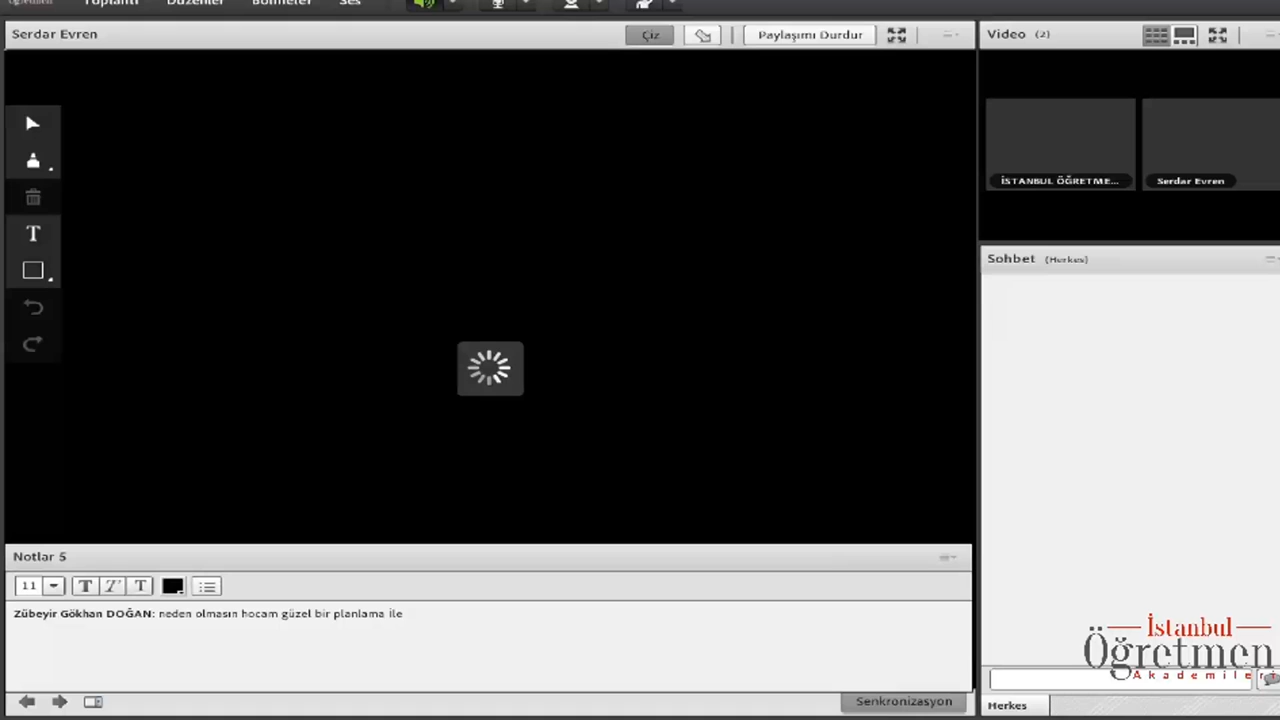 Toplantı Düzenler Bölmeler Ses
Serdar Evren
Çiz
Paylaşımı Durdur
Video (2)
İSTANBUL ÖĞRETME...
Serdar Evren
Sohbet (Herkes)
Notlar 5
11
T T T
Zübeyir Gökhan DOĞAN: neden olmasın hocam güzel bir planlama ile
Senkronizasyon
Herkes
İstanbul
Öğretmen
Akademileri